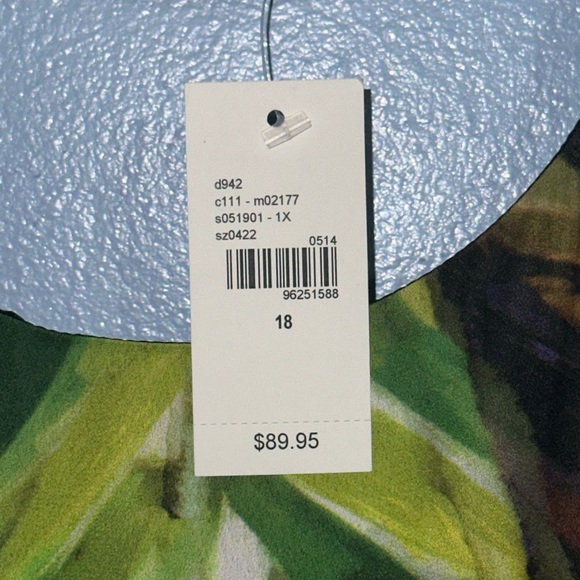 d942
c111 - m02177
s051901 - 1X
sz0422
0514
96251588
18
$89.95